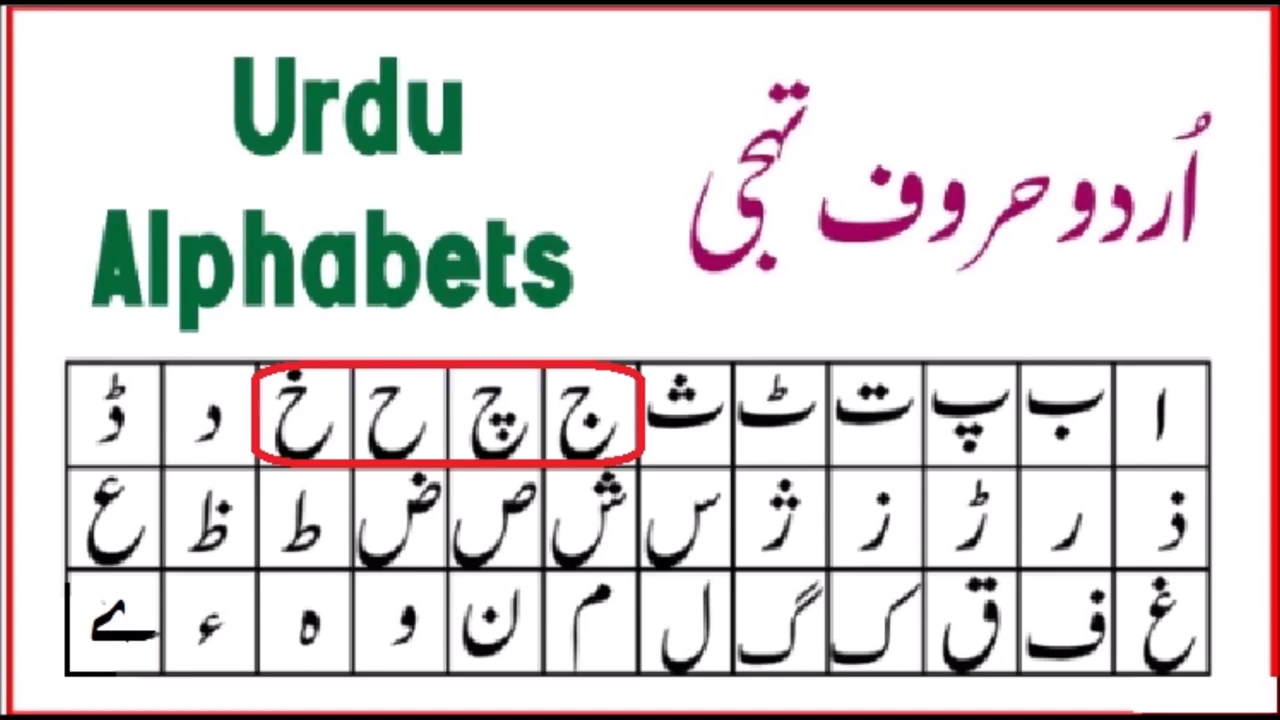 Urdu
Alphabets
اُردو حروف تہجی
ا ب پ ت ٹ ث ج چ ح خ د ڈ
ذ ر ڑ ز ژ س ش ص ض ط ظ ع
غ ف ق ک گ ل م ن و ہ ء ے